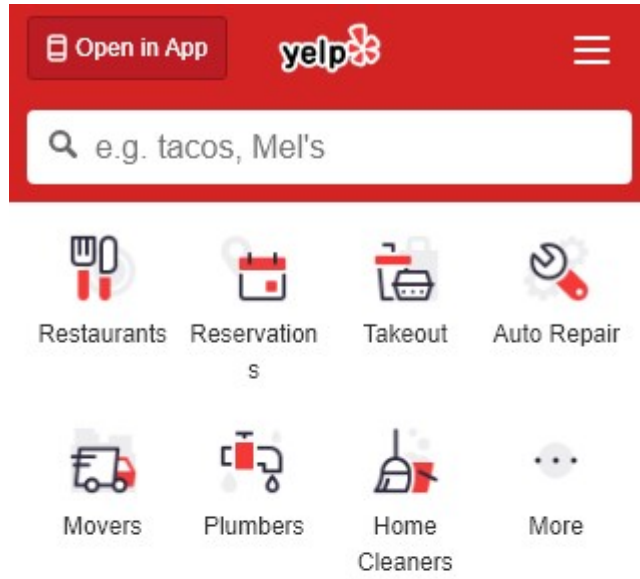 Open in App
yelp
e.g. tacos, Mel's
Restaurants
Reservation
s
Takeout
Auto Repair
Movers
Plumbers
Home
Cleaners
More